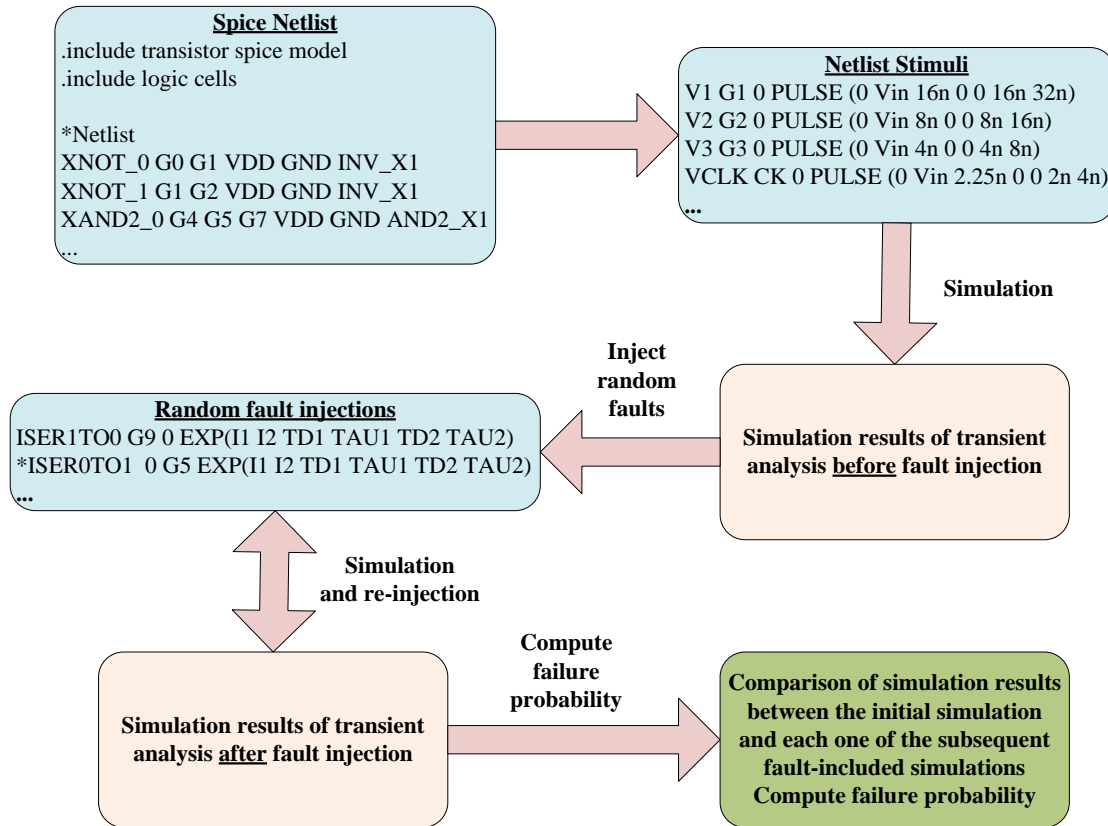 Spice Netlist
.include transistor spice model
.include logic cells
*Netlist
XNOT_0 G0 G1 VDD GND INV_X1
XNOT_1 G1 G2 VDD GND INV_X1
XAND2_0 G4 G5 G7 VDD GND AND2_X1
...
Netlist Stimuli
V1 G1 0 PULSE (0 Vin 16n 0 0 16n 32n)
V2 G2 0 PULSE (0 Vin 8n 0 0 8n 16n)
V3 G3 0 PULSE (0 Vin 4n 0 0 4n 8n)
VCLK CK 0 PULSE (0 Vin 2.25n 0 0 2n 4n)
...
Simulation
Simulation results of transient
analysis before fault injection
Inject
random
faults
Random fault injections
ISER1TO0 G9 0 EXP(I1 I2 TD1 TAU1 TD2 TAU2)
*ISER0TO1 0 G5 EXP(I1 I2 TD1 TAU1 TD2 TAU2)
...
Simulation
and re-injection
Simulation results of transient
analysis after fault injection
Compute
failure
probability
Comparison of simulation results
between the initial simulation
and each one of the subsequent
fault-included simulations
Compute failure probability